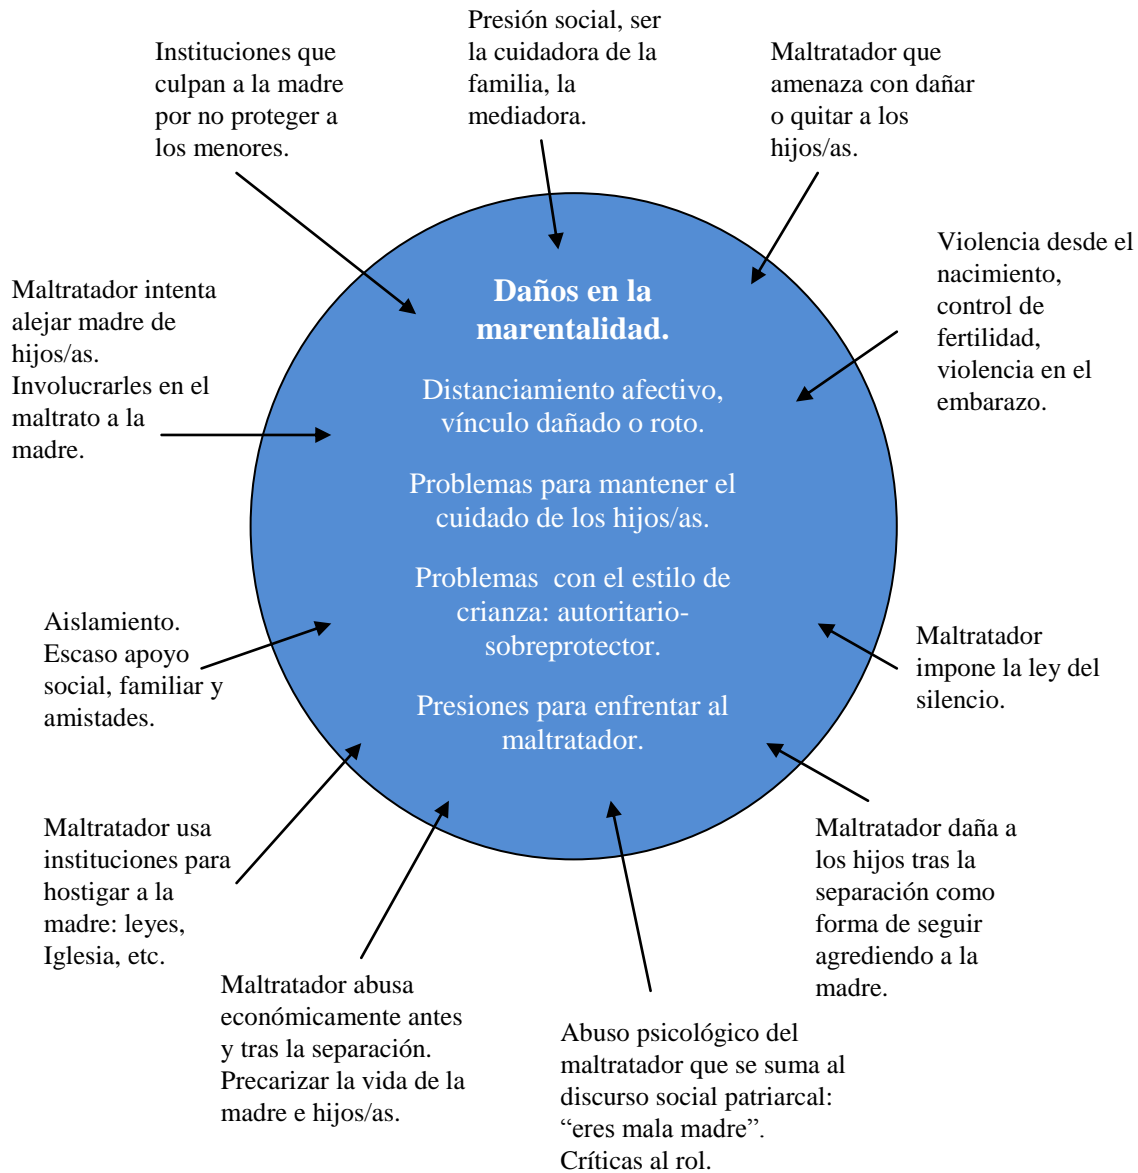 Presión social, ser
la cuidadora de la
familia, la
mediadora.
Instituciones que
culpan a la madre
por no proteger a
los menores.
Maltratador que
amenaza con dañar
o quitar a los
hijos/as.
Violencia desde el
nacimiento,
control de
fertilidad,
violencia en el
embarazo.
Maltratador intenta
alejar madre de
hijos/as.
Involucrarles en el
maltrato a la
madre.
Daños en la
marentalidad.
Distanciamiento afectivo,
vínculo dañado o roto.
Problemas para mantener el
cuidado de los hijos/as.
Problemas  con el estilo de
crianza: autoritario-
sobreprotector.
Presiones para enfrentar al
maltratador.
Aislamiento.
Escaso apoyo
social, familiar y
amistades.
Maltratador
impone la ley del
silencio.
Maltratador usa
instituciones para
hostigar a la
madre: leyes,
Iglesia, etc.
Maltratador daña a
los hijos tras la
separación como
forma de seguir
agrediendo a la
madre.
Maltratador abusa
económicamente antes
y tras la separación.
Precarizar la vida de la
madre e hijos/as.
Abuso psicológico del
maltratador que se suma al
discurso social patriarcal:
“eres mala madre”.
Críticas al rol.